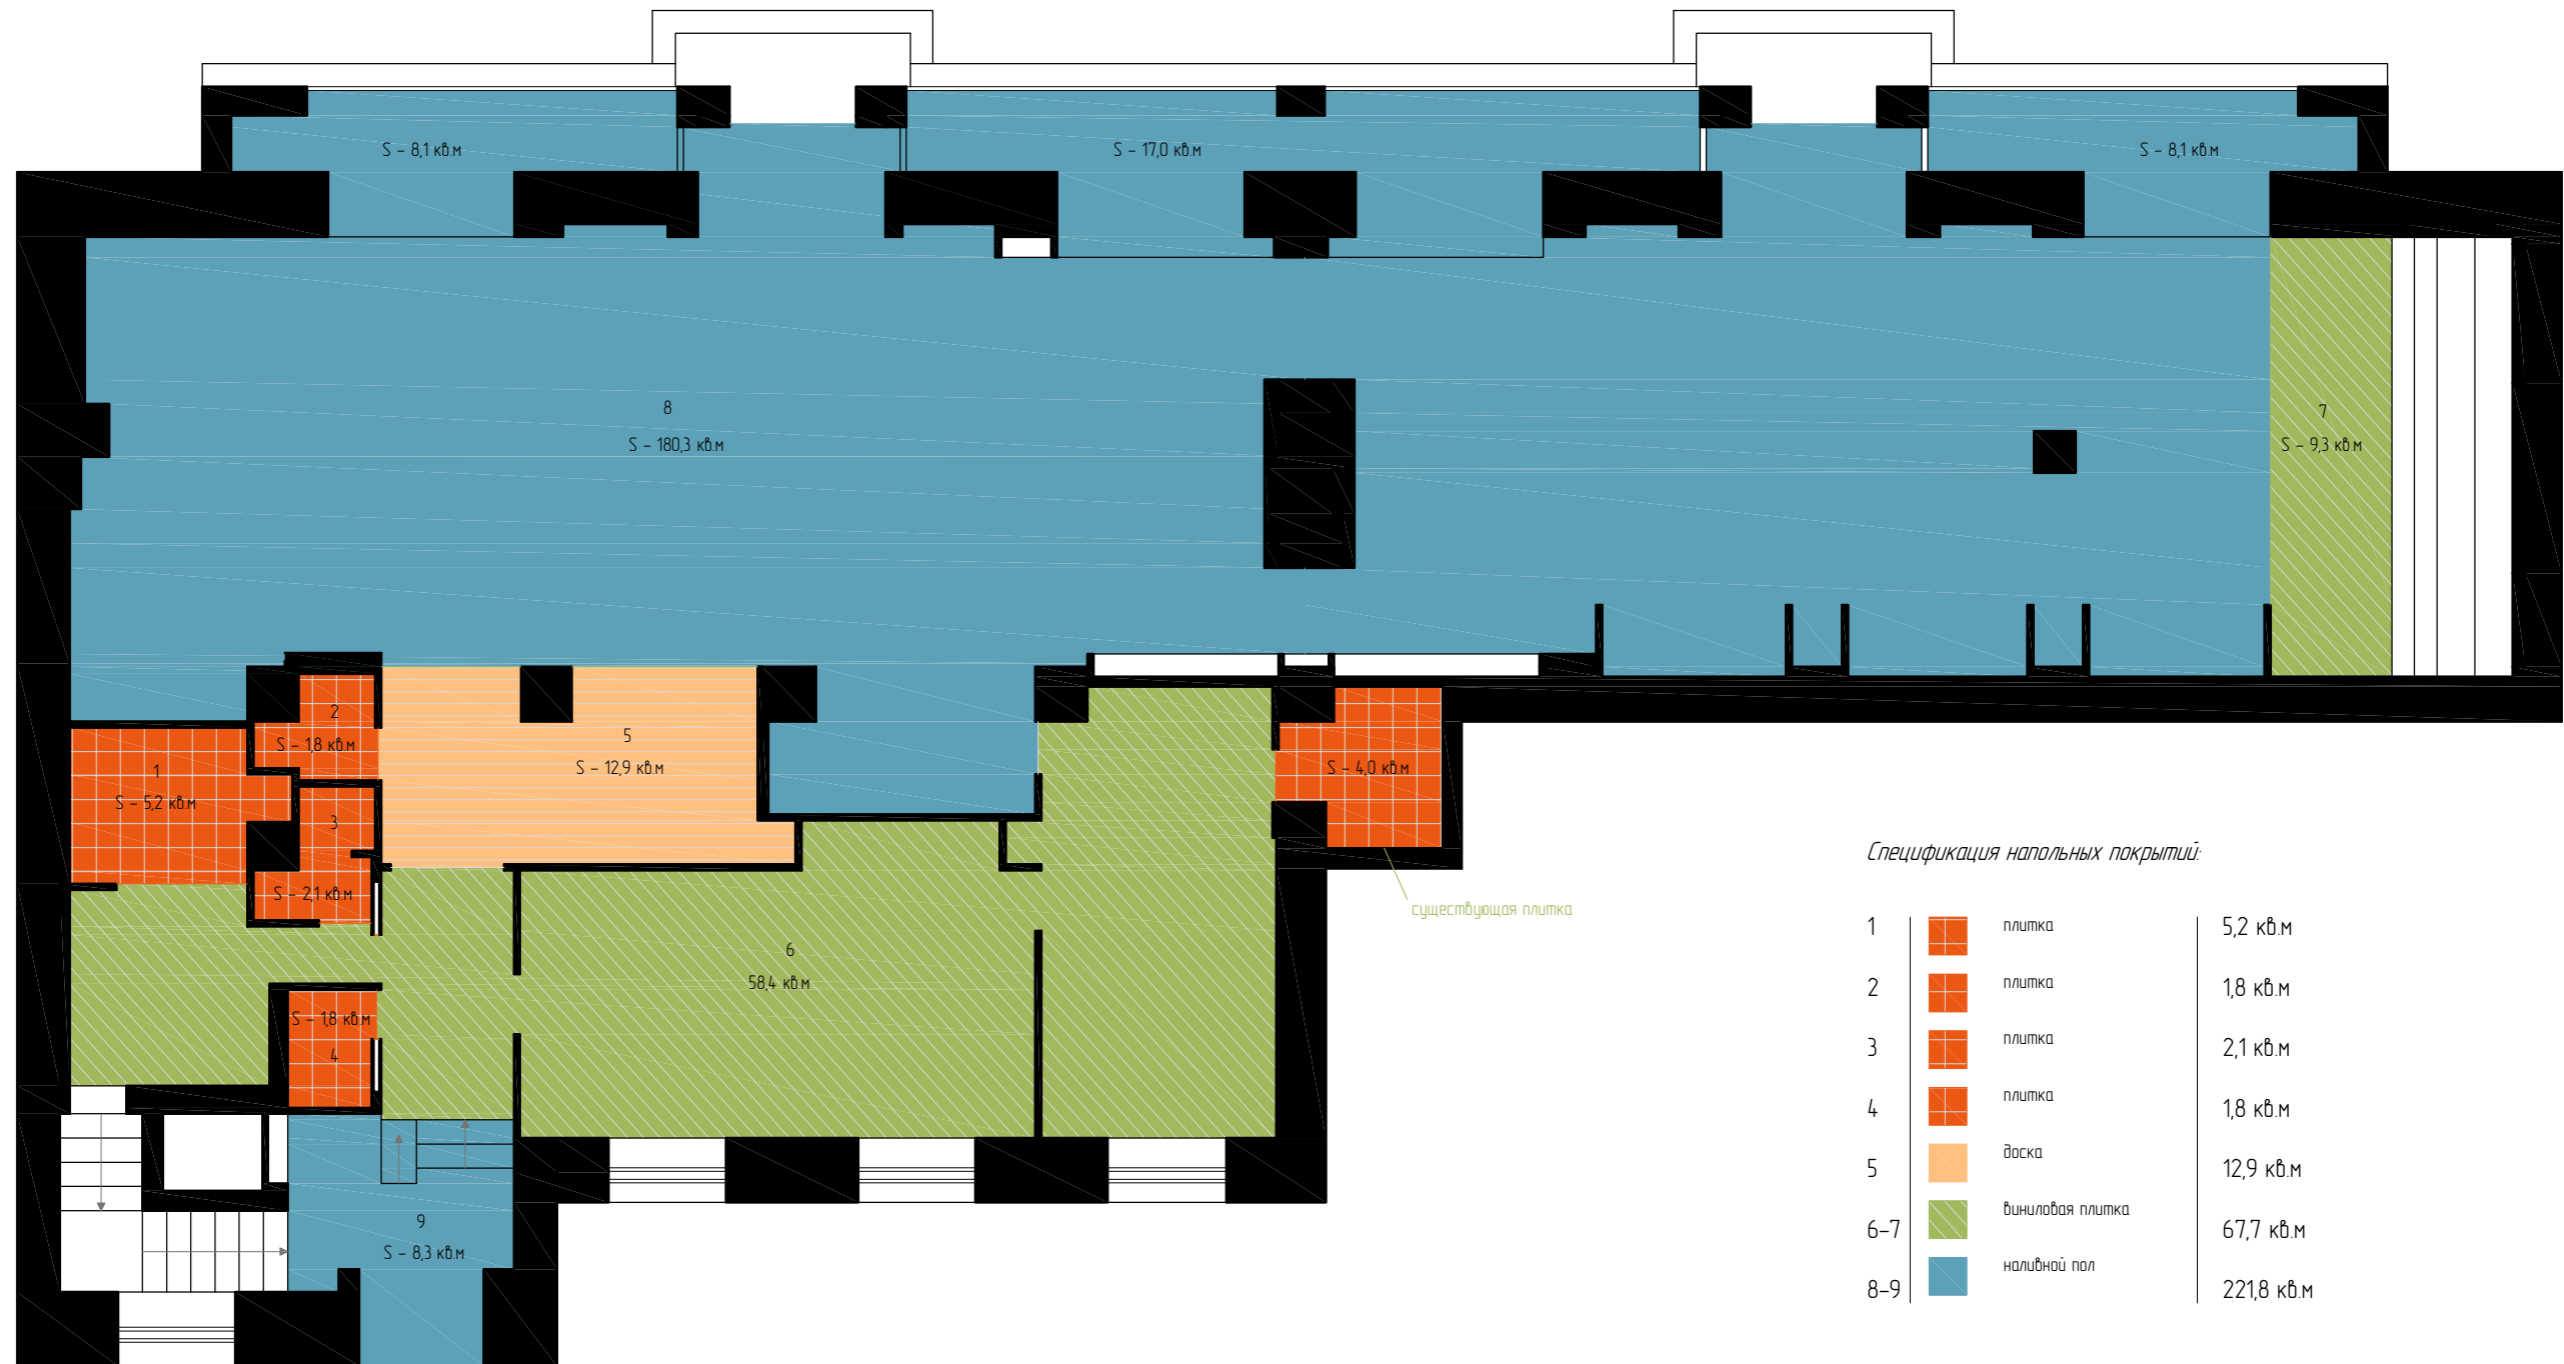 S – 8,1 кв.м
S – 17,0 кв.м
S – 8,1 кв.м
8
S – 180,3 кв.м
7
S – 9,3 кв.м
2
S – 1,8 кв.м
5
S – 12,9 кв.м
1
S – 5,2 кв.м
S – 4,0 кв.м
3
S – 2,1 кв.м
существующая плитка
6
58,4 кв.м
S – 1,8 кв.м
4
9
S – 8,3 кв.м
Спецификация напольных покрытий:
1 плитка 5,2 кв.м
2 плитка 1,8 кв.м
3 плитка 2,1 кв.м
4 плитка 1,8 кв.м
5 доска 12,9 кв.м
6–7 виниловая плитка 67,7 кв.м
8–9 наливной пол 221,8 кв.м